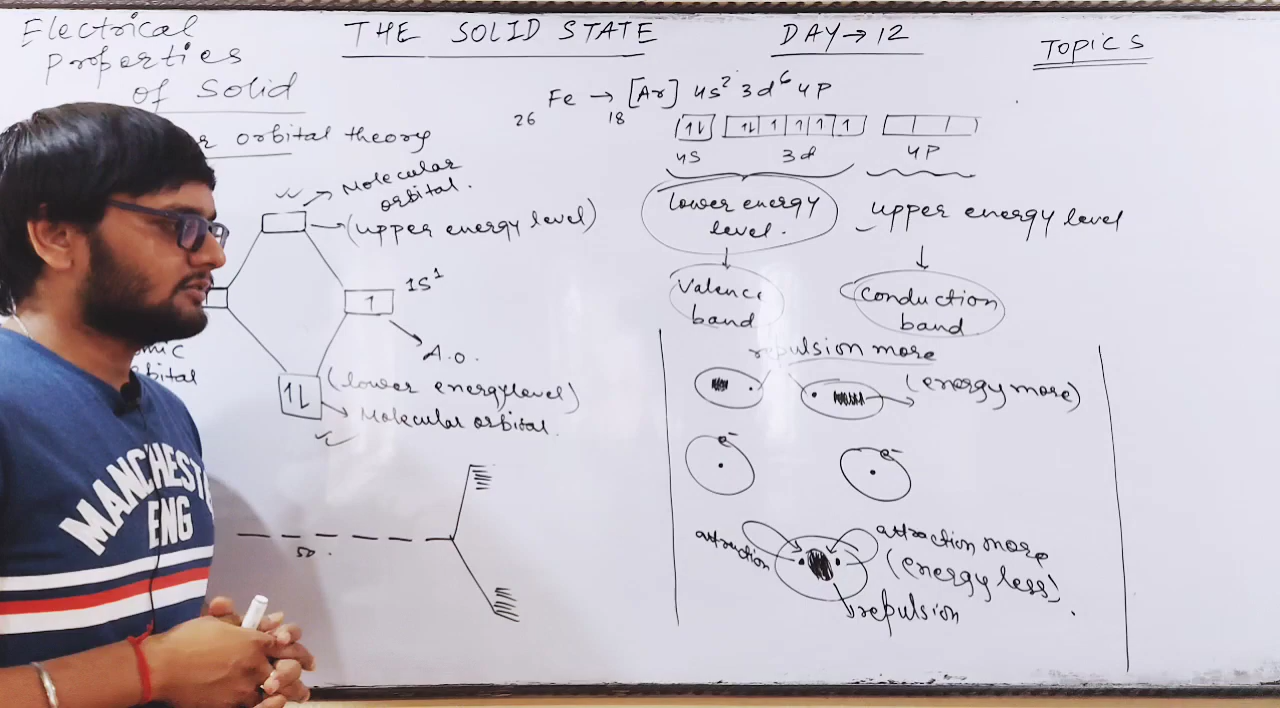 Electrical
Properties
of Solid
THE SOLID STATE
DAY → 12
TOPICS
26 Fe → 18 [Ar] 4s² 3d⁶ 4P
1↓ 1↓ 1 1 1 1
4S 3d 4P
orbital theory
Molecular
orbital.
(upper energy level)
1S¹
1
A.O.
orbital
1↓
(lower energy level)
Molecular orbital.
50.
lower energy
level.
upper energy level
Valence
band
Conduction
band
repulsion more
(energy more)
e⁻ e⁻
attraction
attraction more
(energy less).
repulsion
MANCHEST
ENG